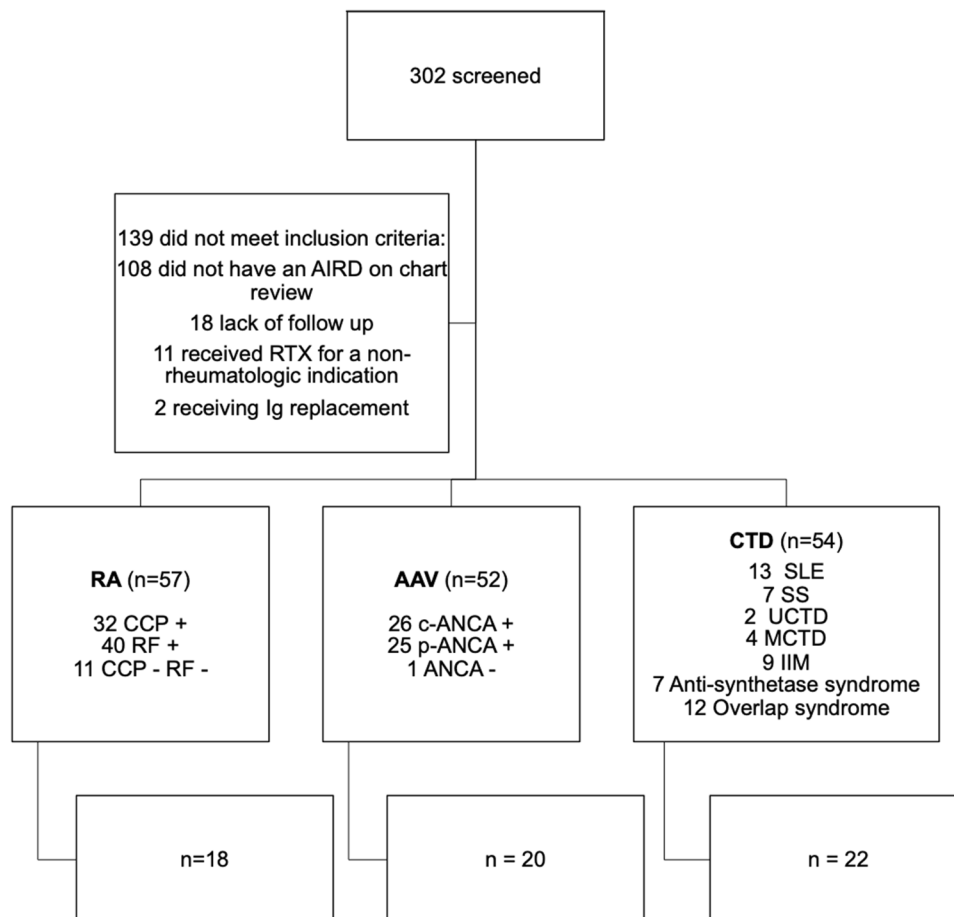 302 screened
139 did not meet inclusion criteria:
108 did not have an AIRD on chart
review
18 lack of follow up
11 received RTX for a non-
rheumatologic indication
2 receiving Ig replacement
RA (n=57)
32 CCP +
40 RF +
11 CCP - RF -
AAV (n=52)
26 c-ANCA +
25 p-ANCA +
1 ANCA -
CTD (n=54)
13 SLE
7 SS
2 UCTD
4 MCTD
9 IIM
7 Anti-synthetase syndrome
12 Overlap syndrome
n=18
n = 20
n = 22